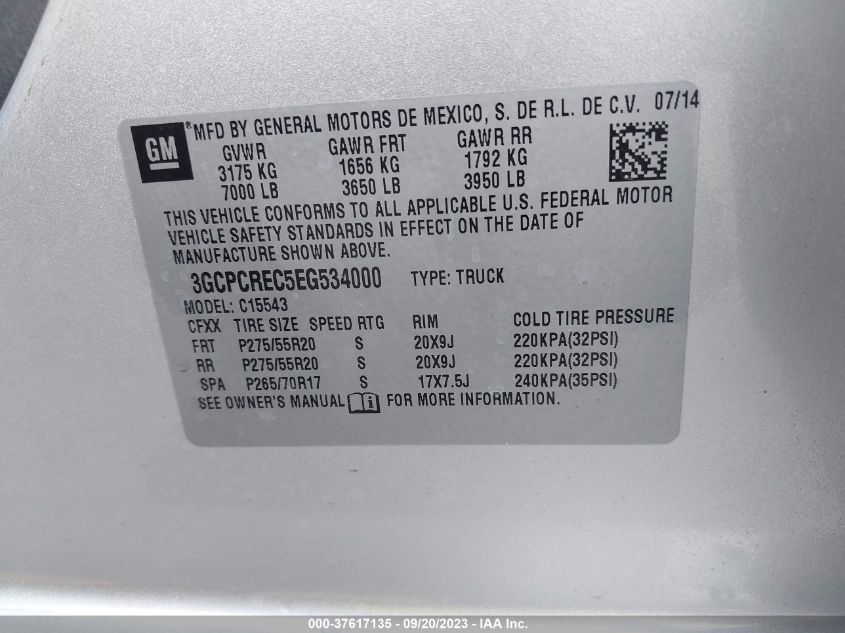 GM
® MFD BY GENERAL MOTORS DE MEXICO, S. DE R.L. DE C.V. 07/14
GVWR GAWR FRT GAWR RR
3175 KG 1656 KG 1792 KG
7000 LB 3650 LB 3950 LB
THIS VEHICLE CONFORMS TO ALL APPLICABLE U.S. FEDERAL MOTOR
VEHICLE SAFETY STANDARDS IN EFFECT ON THE DATE OF
MANUFACTURE SHOWN ABOVE.
3GCPCREC5EG534000 TYPE: TRUCK
MODEL: C15543
CFXX TIRE SIZE SPEED RTG RIM COLD TIRE PRESSURE
FRT P275/55R20 S 20X9J 220KPA(32PSI)
RR P275/55R20 S 20X9J 220KPA(32PSI)
SPA P265/70R17 S 17X7.5J 240KPA(35PSI)
SEE OWNER'S MANUAL i FOR MORE INFORMATION.
000-37617135 - 09/20/2023 - IAA Inc.